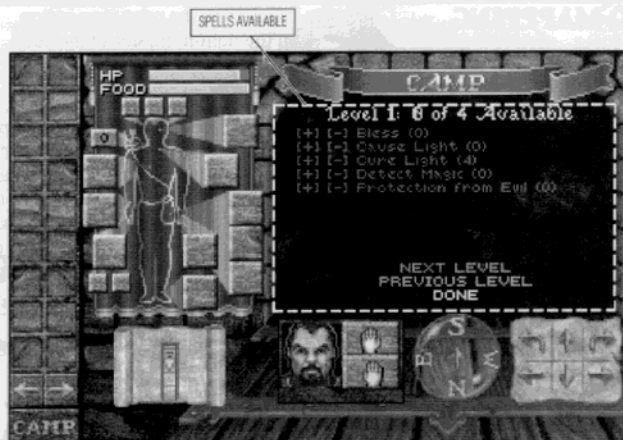 SPELLS AVAILABLE
HP
FOOD
0
CAMP
Level 1: 0 of 4 Available
[+] [-] Bless (0)
[+] [-] Cause Light (0)
[+] [-] Cure Light (4)
[+] [-] Detect Magic (0)
[+] [-] Protection from Evil (0)
NEXT LEVEL
PREVIOUS LEVEL
DONE
S
E W
N
CAMP